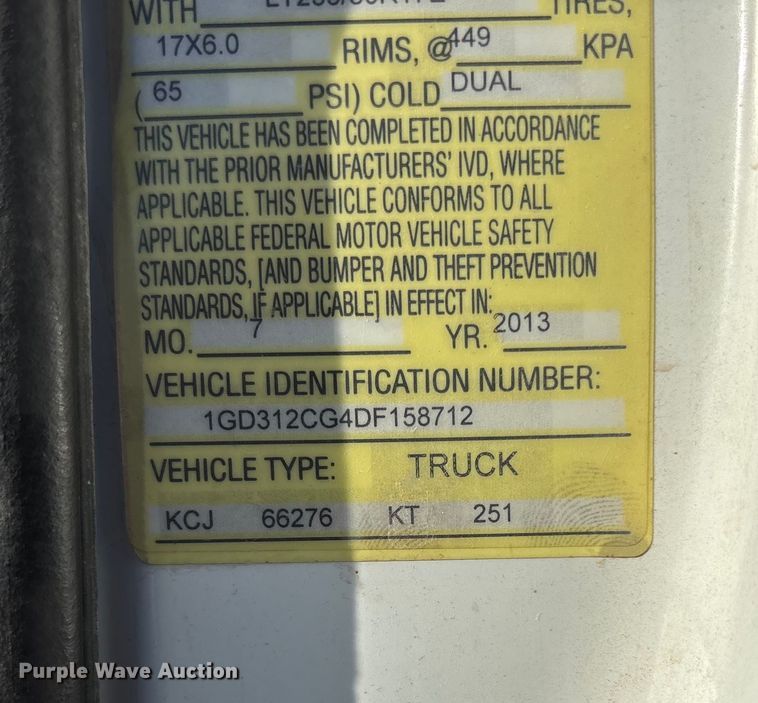 WITH TIRES,
17X6.0 RIMS, @ 449 KPA
( 65 PSI) COLD DUAL
THIS VEHICLE HAS BEEN COMPLETED IN ACCORDANCE
WITH THE PRIOR MANUFACTURERS' IVD, WHERE
APPLICABLE. THIS VEHICLE CONFORMS TO ALL
APPLICABLE FEDERAL MOTOR VEHICLE SAFETY
STANDARDS, [AND BUMPER AND THEFT PREVENTION
STANDARDS, IF APPLICABLE] IN EFFECT IN:
MO. 7 YR. 2013
VEHICLE IDENTIFICATION NUMBER:
1GD312CG4DF158712
VEHICLE TYPE: TRUCK
KCJ 66276 KT 251
Purple Wave Auction